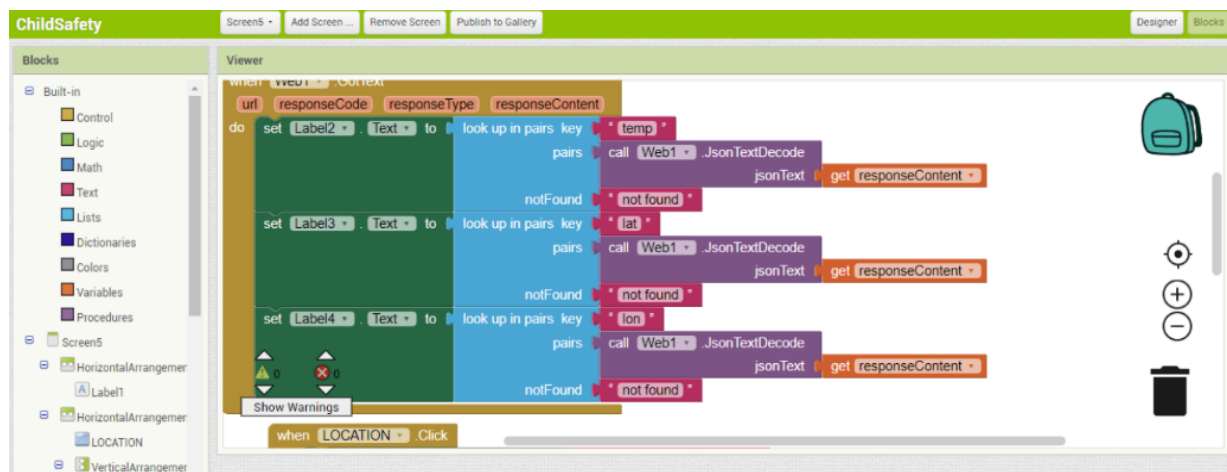 ChildSafety
Screen5 Add Screen ... Remove Screen Publish to Gallery Designer Blocks
Blocks
Viewer
Built-in
Control
Logic
Math
Text
Lists
Dictionaries
Colors
Variables
Procedures
Screen5
HorizontalArrangemer
Label1
HorizontalArrangemer
LOCATION
VerticalArrangemer
when Web1 .GotText
url responseCode responseType responseContent
do set Label2 . Text to look up in pairs key " temp "
pairs call Web1 .JsonTextDecode
jsonText get responseContent
notFound " not found "
set Label3 . Text to look up in pairs key " lat "
pairs call Web1 .JsonTextDecode
jsonText get responseContent
notFound " not found "
set Label4 . Text to look up in pairs key " lon "
pairs call Web1 .JsonTextDecode
jsonText get responseContent
notFound " not found "
0 0
Show Warnings
when LOCATION .Click